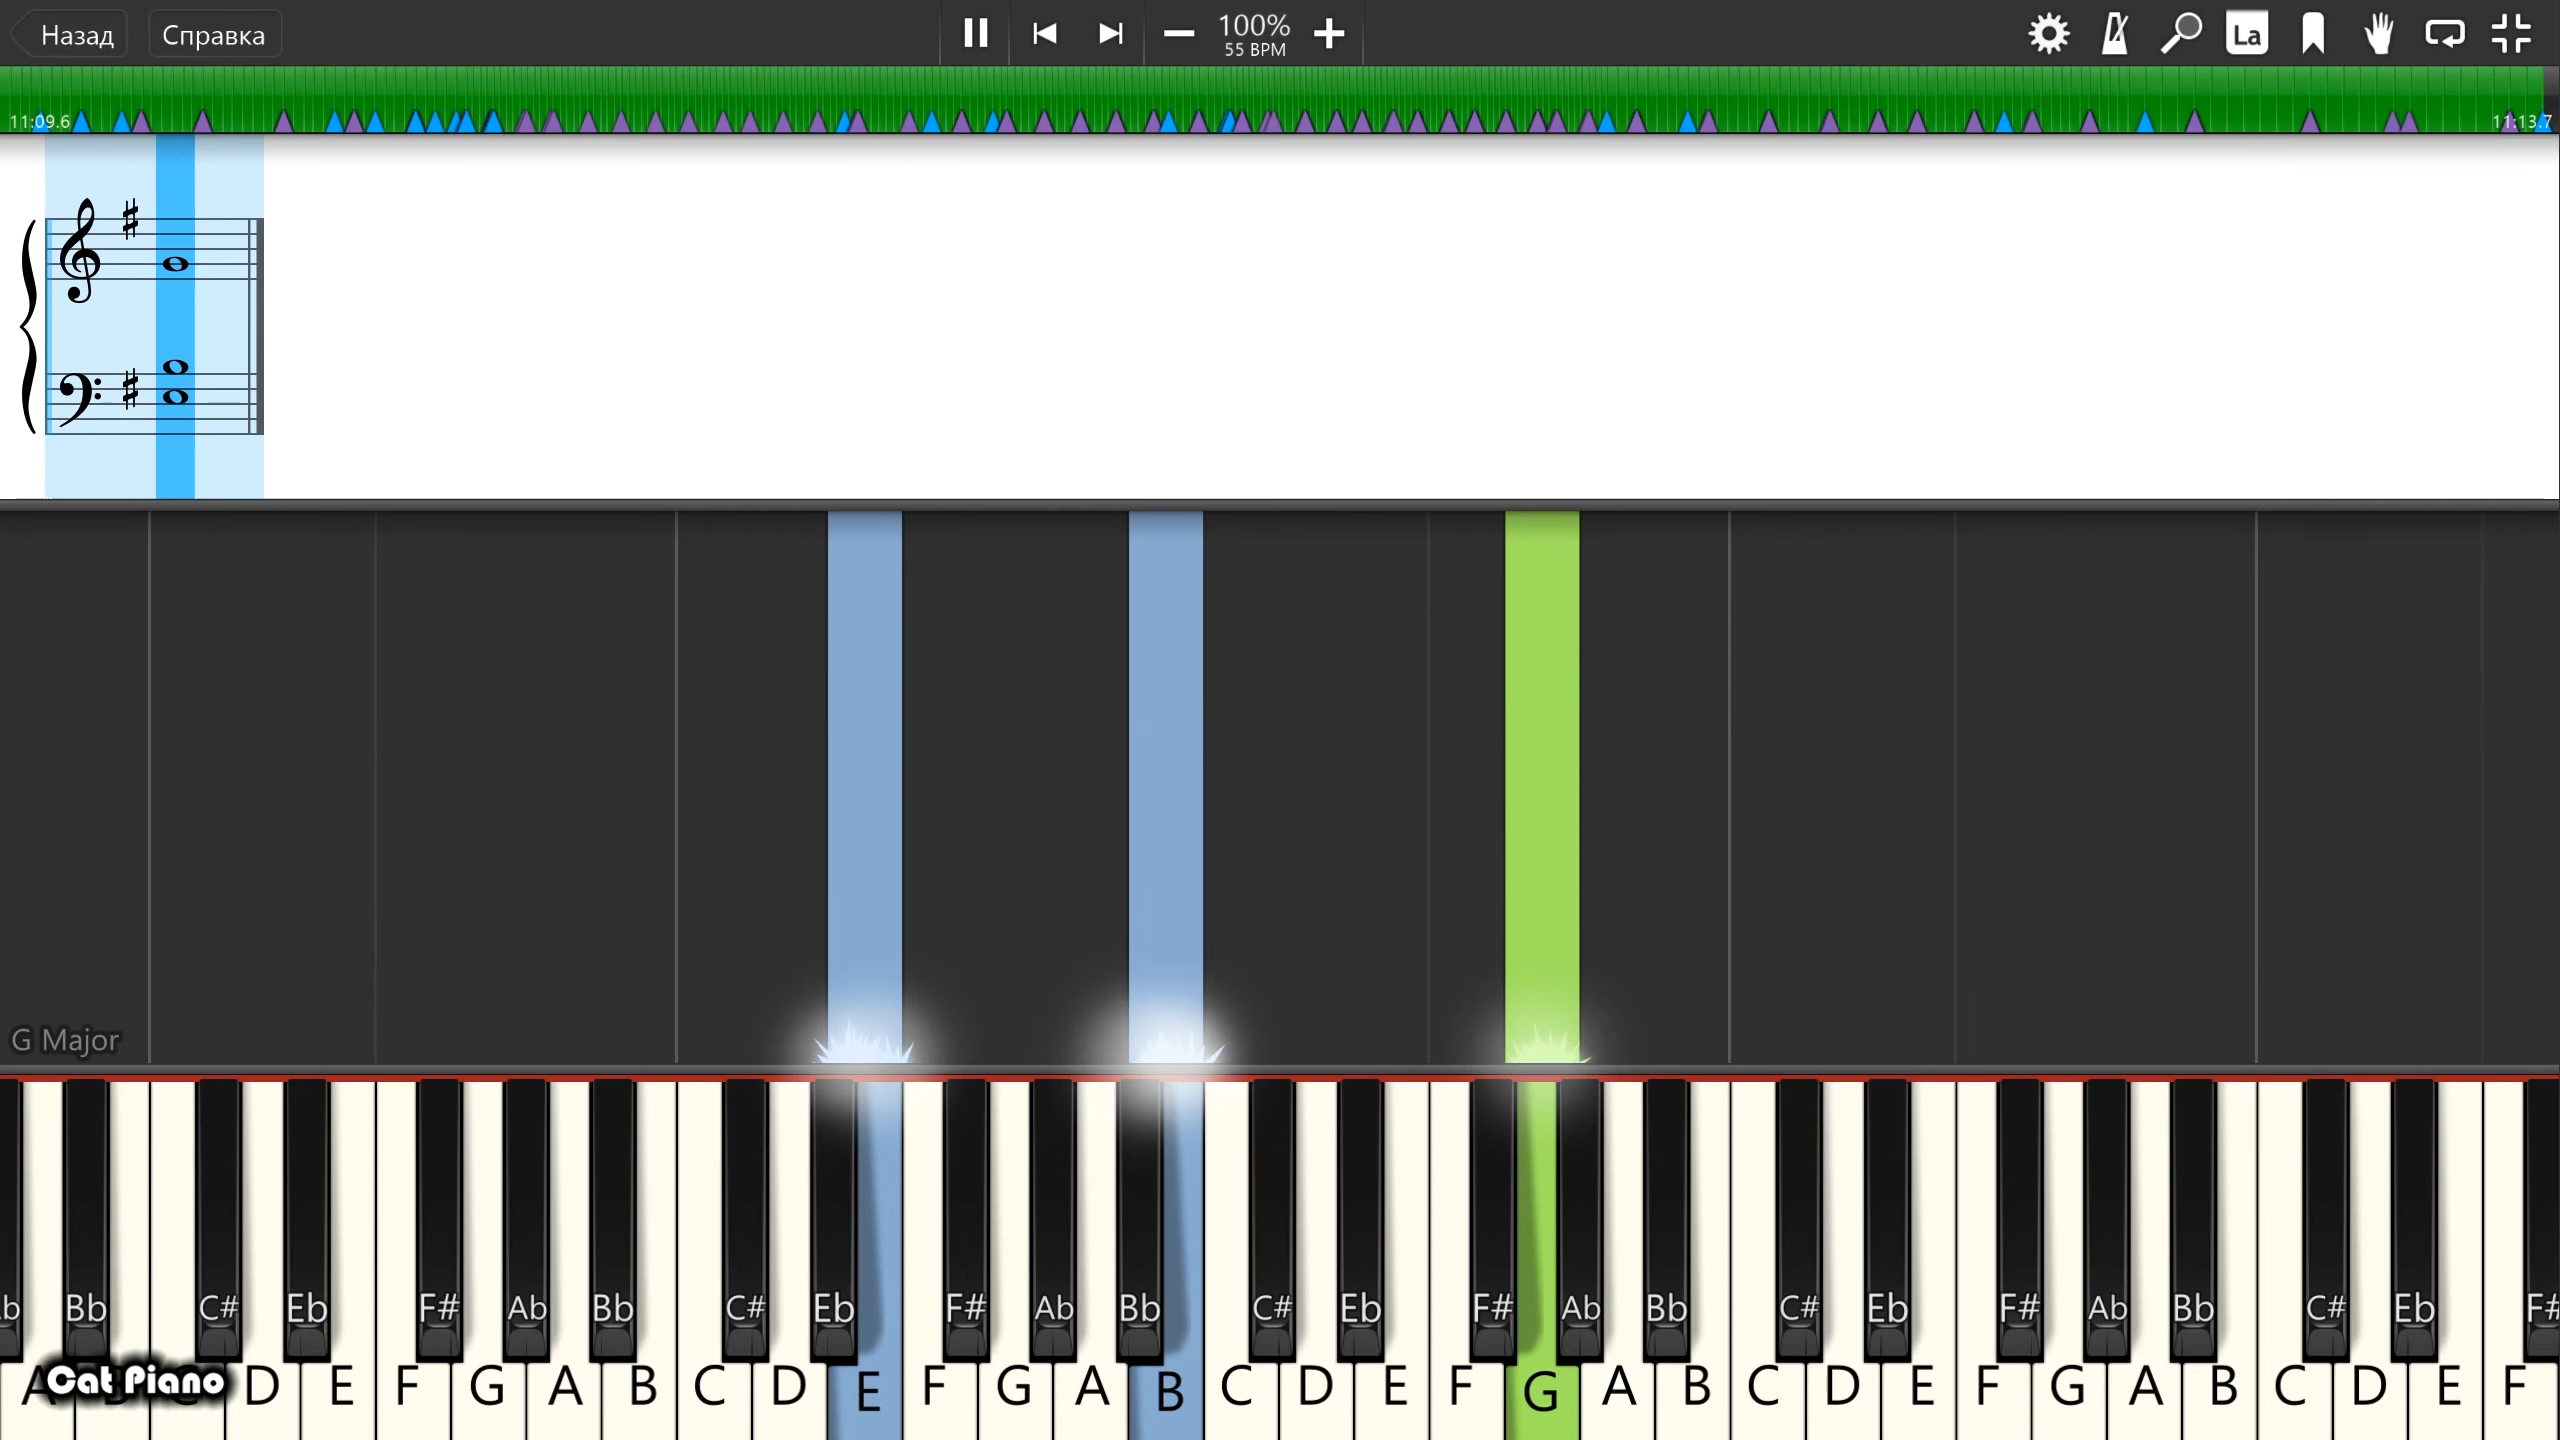 Назад Справка 100% La
55 BPM
11:09.6 11:13.7
G Major
Bb C# Eb F# Ab Bb C# Eb F# Ab Bb C# Eb F# Ab Bb C# Eb F# Ab Bb C# Eb F#
A B C D E F G A B C D E F G A B C D E F G A B C D E F G A B C D E F
Cat Piano